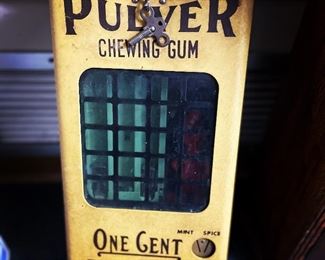 PULVER
CHEWING GUM
MINT SPICE
ONE CENT